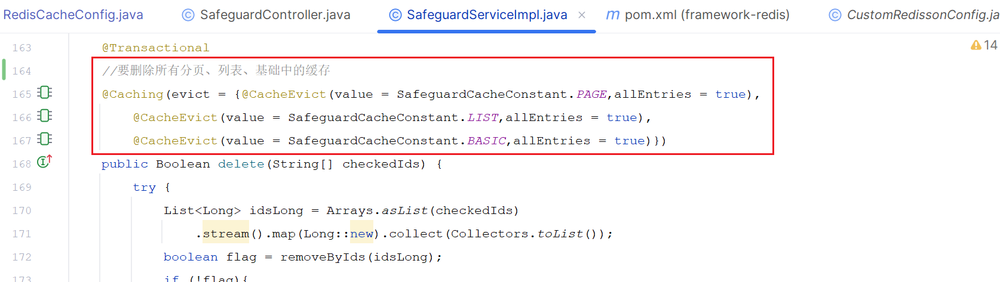 RedisCacheConfig.java SafeguardController.java SafeguardServiceImpl.java × pom.xml (framework-redis) CustomRedissonConfig.ja
163 @Transactional 14
164 //要删除所有分页、列表、基础中的缓存
165 @Caching(evict = {@CacheEvict(value = SafeguardCacheConstant.PAGE,allEntries = true),
166 @CacheEvict(value = SafeguardCacheConstant.LIST,allEntries = true),
167 @CacheEvict(value = SafeguardCacheConstant.BASIC,allEntries = true)})
168 public Boolean delete(String[] checkedIds) {
169 try {
170 List<Long> idsLong = Arrays.asList(checkedIds)
171 .stream().map(Long::new).collect(Collectors.toList());
172 boolean flag = removeByIds(idsLong);
173 if (!flag){